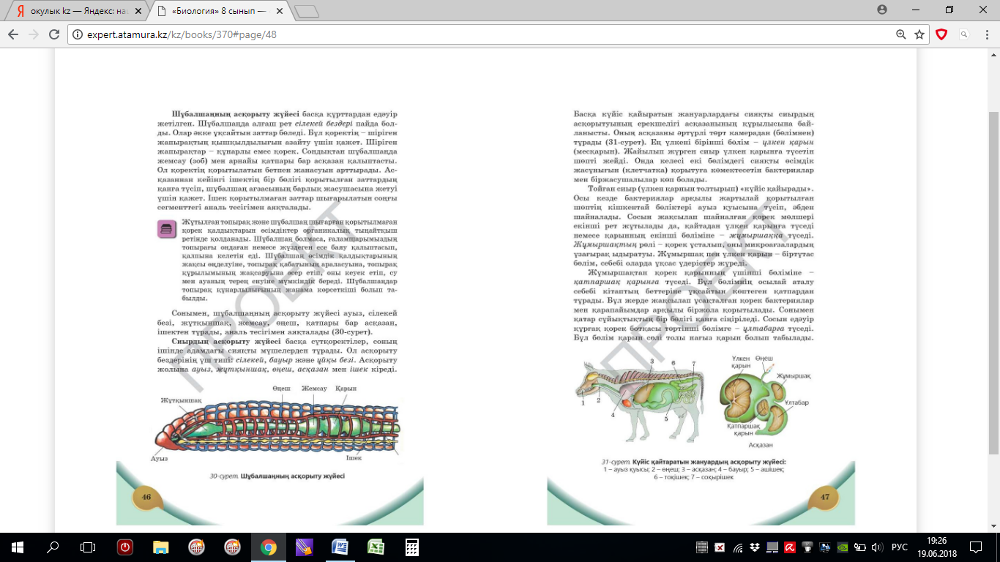 окулык kz — Яндекс: на
«Биология» 8 сынып —
expert.atamura.kz/kz/books/370#page/48
Шұбалшаңның асқорыту жүйесі басқа құрттардан едәуір
жетілген. Шұбалшаңда алғаш рет сілекей бездері пайда бол-
ды. Олар әкке ұқсайтын заттар бөледі. Бұл қоректің – шіріген
жапырақтың қышқылдылығын азайту үшін қажет. Шіріген
жапырақтар – құнарлы емес қорек. Сондықтан шұбалшаңда
жемсау (зоб) мен арнайы қатпары бар асқазан қалыптасты.
Ол қоректің қорытылатын бетпен жанасуын арттырады. Ас-
қазаннан кейінгі ішектің бір бөлігі қорытылған заттардың
қанға түсіп, шұбалшаң ағзасының барлық жасушасына жетуі
үшін қажет. Ішек қорытылмаған заттар шығарылатын соңғы
сегменттегі аналь тесігімен аяқталады.
Жұтылған топырақ және шұбалшаң шығарған қорытылмаған
қорек қалдықтарын өсімдіктер органикалық тыңайтқыш
ретінде қолданады. Шұбалшаң болмаса, ғаламшарымыздың
топырағы ондаған немесе жүздеген есе баяу қалыптасып,
қалпына келетін еді. Шұбалшаң өсімдік қалдықтарының
жақсы өңделуіне, топырақ қабатының араласуына, топырақ
құрылымының жақсаруына әсер етіп, оны кеуек етіп, су
мен ауаның терең енуіне мүмкіндік береді. Шұбалшаңдар
топырақ құнарлылығының жанама көрсеткіші болып та-
былды.
Сонымен, шұбалшаңның асқорыту жүйесі ауыз, сілекей
безі, жұтқыншақ, жемсау, өңеш, қатпары бар асқазан,
ішектен тұрады, аналь тесігімен аяқталады (30-сурет).
Сиырдың асқорыту жүйесі басқа сүтқоректілер, соның
ішінде адамдағы сияқты мүшелерден тұрады. Ол асқорыту
бездерінің үш типі: сілекей, бауыр және ұйқы безі. Асқорыту
жолына ауыз, жұтқыншақ, өңеш, асқазан мен ішек кіреді.
Өңеш Жемсау Қарын
Жұтқыншақ
Ауыз
Ішек
30-сурет. Шұбалшаңның асқорыту жүйесі
46
ПРОЕКТ
Басқа күйіс қайыратын жануарлардағы сияқты сиырдың
асқорытуының ерекшелігі асқазанының құрылысына бай-
ланысты. Оның асқазаны әртүрлі төрт камерадан (бөлімнен)
тұрады (31-сурет). Ең үлкені бірінші бөлім – үлкен қарын
(месқарын). Жайылып жүрген сиыр үлкен қарынға түсетін
шөпті жейді. Онда келесі екі бөлімдегі сияқты өсімдік
жасұнығын (клетчатка) қорытуға көмектесетін бактериялар
мен біржасушалылар көп болады.
Тойған сиыр (үлкен қарнын толтырып) «күйіс қайырады».
Осы кезде бактериялар арқылы жартылай қорытылған
шөптің кішкентай бөліктері ауыз қуысына түсіп, әбден
шайналады. Сосын жақсылап шайналған қорек мөлшері
екінші рет жұтылады да, қайтадан үлкен қарынға түседі
немесе қарынның екінші бөліміне – жұмыршаққа түседі.
Жұмыршақтың рөлі – қорек ұсталып, оны микроағзалардың
ұзағырақ ыдыратуы. Жұмыршақ пен үлкен қарын – біртұтас
бөлім, себебі оларда ұқсас үдерістер жүреді.
Жұмыршақтан қорек қарынның үшінші бөліміне –
қатпаршақ қарынға түседі. Бұл бөлімнің осылай аталу
себебі кітаптың беттеріне ұқсайтын көптеген қатпардан
тұрады. Бұл жерде жақсылап ұсақталған қорек бактериялар
мен қарапайымдар арқылы біржола қорытылады. Сонымен
қатар сұйықтықтың бір бөлігі қанға сіңіріледі. Сосын едәуір
құрғақ қорек ботқасы төртінші бөлімге – ұлтабарға түседі.
Бұл бөлім қарын сөлі толы нағыз қарын болып табылады.
1 2 3 4 5 6 7
Үлкен
қарын
Өңеш
Жұмыршақ
Ұлтабар
Қатпаршақ
қарын
Асқазан
31-сурет. Күйіс қайтаратын жануардың асқорыту жүйесі:
1 – ауыз қуысы; 2 – өңеш; 3 – асқазан; 4 – бауыр; 5 – ащішек;
6 – тоқішек; 7 – соқырішек
47
ПРОЕКТ
РУС
19:26
19.06.2018